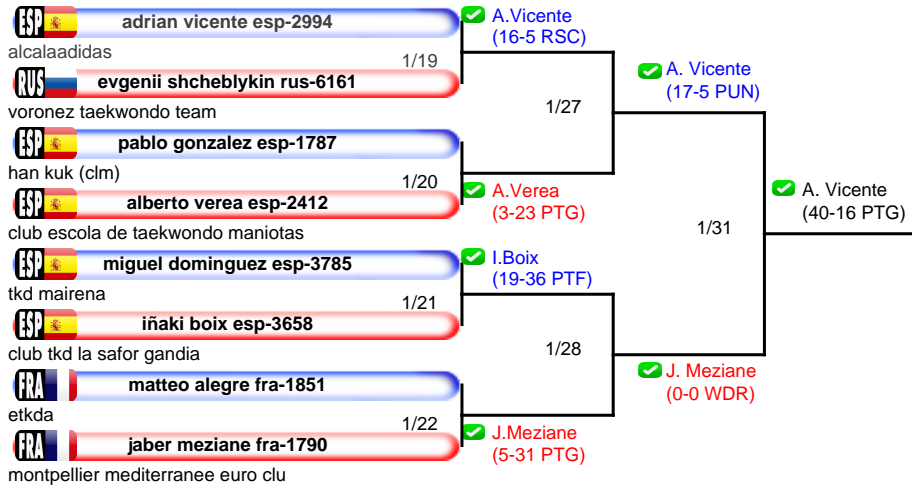 ESP adrian vicente esp-2994
alcalaadidas
1/19
RUS evgenii shcheblykin rus-6161
voronez taekwondo team
ESP pablo gonzalez esp-1787
han kuk (clm)
1/20
ESP alberto verea esp-2412
club escola de taekwondo maniotas
ESP miguel dominguez esp-3785
tkd mairena
1/21
ESP iñaki boix esp-3658
club tkd la safor gandia
FRA matteo alegre fra-1851
etkda
1/22
FRA jaber meziane fra-1790
montpellier mediterranee euro clu
A.Vicente
(16-5 RSC)
1/27
A.Verea
(3-23 PTG)
I.Boix
(19-36 PTF)
1/28
J.Meziane
(5-31 PTG)
A. Vicente
(17-5 PUN)
1/31
J. Meziane
(0-0 WDR)
A. Vicente
(40-16 PTG)